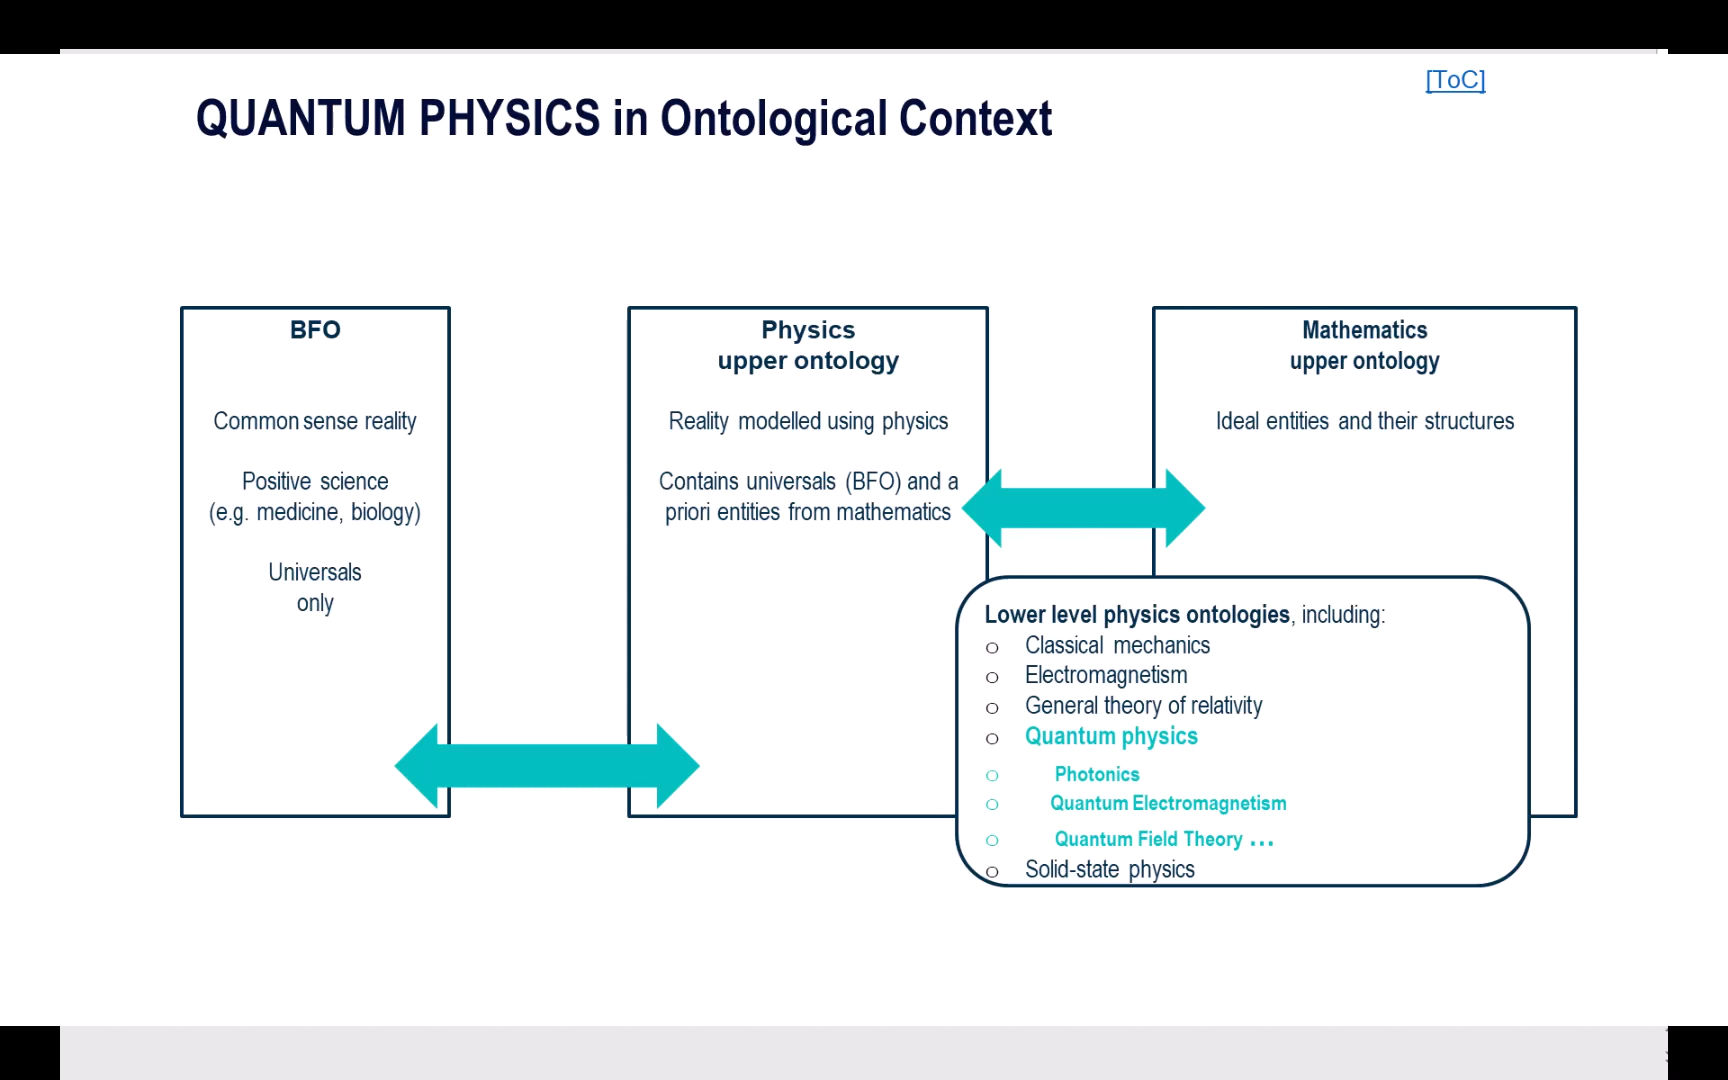 [ToC]
QUANTUM PHYSICS in Ontological Context
BFO
Common sense reality
Positive science
(e.g. medicine, biology)
Universals
only
Physics
upper ontology
Reality modelled using physics
Contains universals (BFO) and a
priori entities from mathematics
Mathematics
upper ontology
Ideal entities and their structures
Lower level physics ontologies, including:
o Classical mechanics
o Electromagnetism
o General theory of relativity
o Quantum physics
o Photonics
o Quantum Electromagnetism
o Quantum Field Theory …
o Solid-state physics